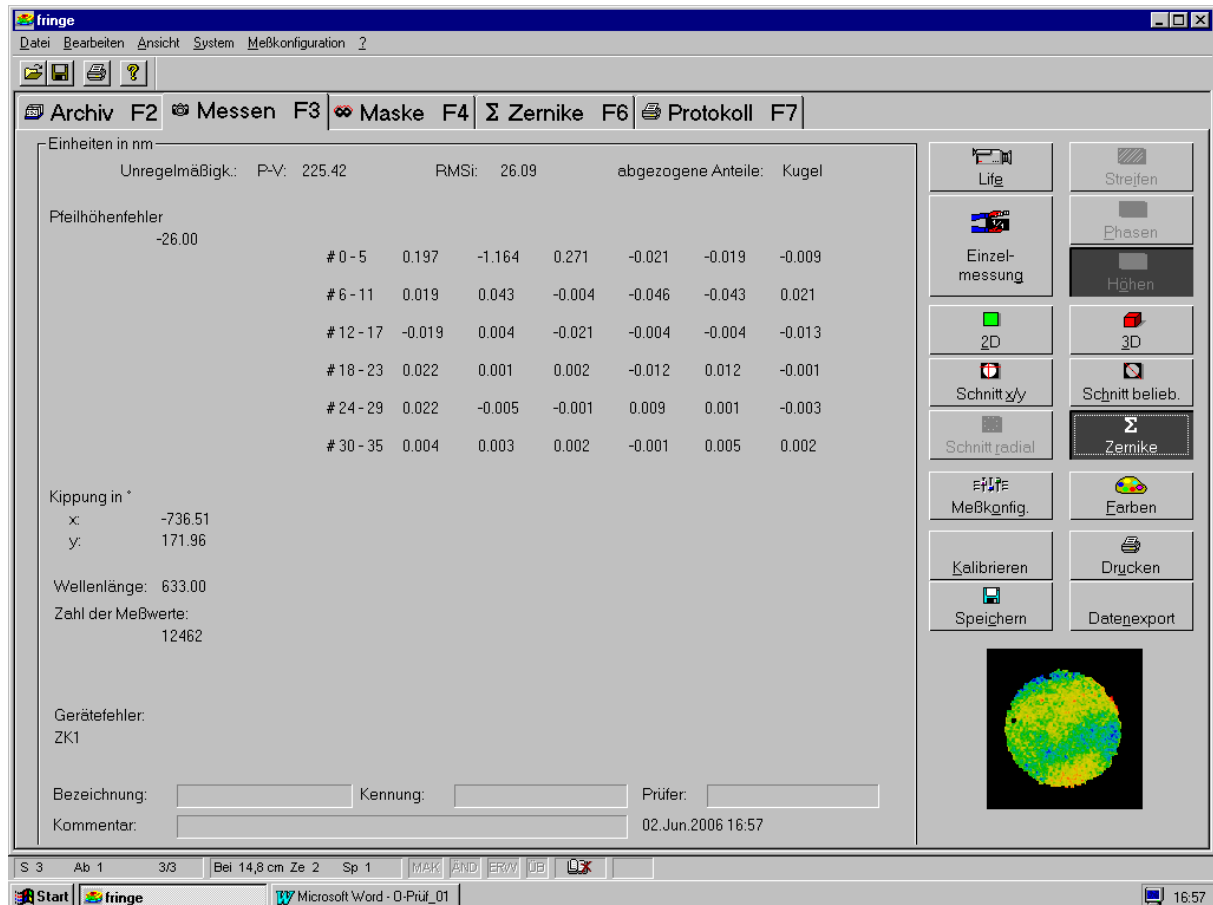 fringe
Datei Bearbeiten Ansicht System Meßkonfiguration ?
Archiv F2 Messen F3 Maske F4 Σ Zernike F6 Protokoll F7
Einheiten in nm
Unregelmäßigk.: P-V: 225.42 RMSi: 26.09 abgezogene Anteile: Kugel
Pfeilhöhenfehler
-26.00
# 0 - 5 0.197 -1.164 0.271 -0.021 -0.019 -0.009
# 6 - 11 0.019 0.043 -0.004 -0.046 -0.043 0.021
# 12 - 17 -0.019 0.004 -0.021 -0.004 -0.004 -0.013
# 18 - 23 0.022 0.001 0.002 -0.012 0.012 -0.001
# 24 - 29 0.022 -0.005 -0.001 0.009 0.001 -0.003
# 30 - 35 0.004 0.003 0.002 -0.001 0.005 0.002
Kippung in °
x: -736.51
y: 171.96
Wellenlänge: 633.00
Zahl der Meßwerte:
12462
Gerätefehler:
ZK1
Bezeichnung: Kennung: Prüfer:
Kommentar: 02.Jun.2006 16:57
Life Streifen
Einzel-
messung
Phasen
Höhen
2D 3D
Schnitt x/y Schnitt belieb.
Schnitt radial Σ Zernike
Meßkonfig. Farben
Kalibrieren Drucken
Speichern Datenexport
S 3 Ab 1 3/3 Bei 14,8 cm Ze 2 Sp 1 MAK ÄND ERW ÜB
Start fringe Microsoft Word - O-Prüf_01 16:57